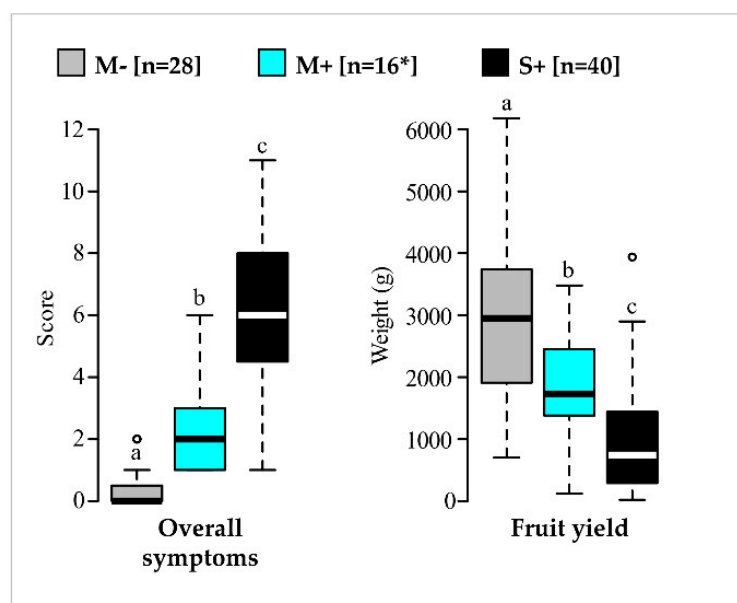 M- [n=28] M+ [n=16*] S+ [n=40]
12
10
8
6
4
2
0
Score
a
b
c
Overall
symptoms
6000
5000
4000
3000
2000
1000
0
Weight (g)
a
b
c
Fruit yield